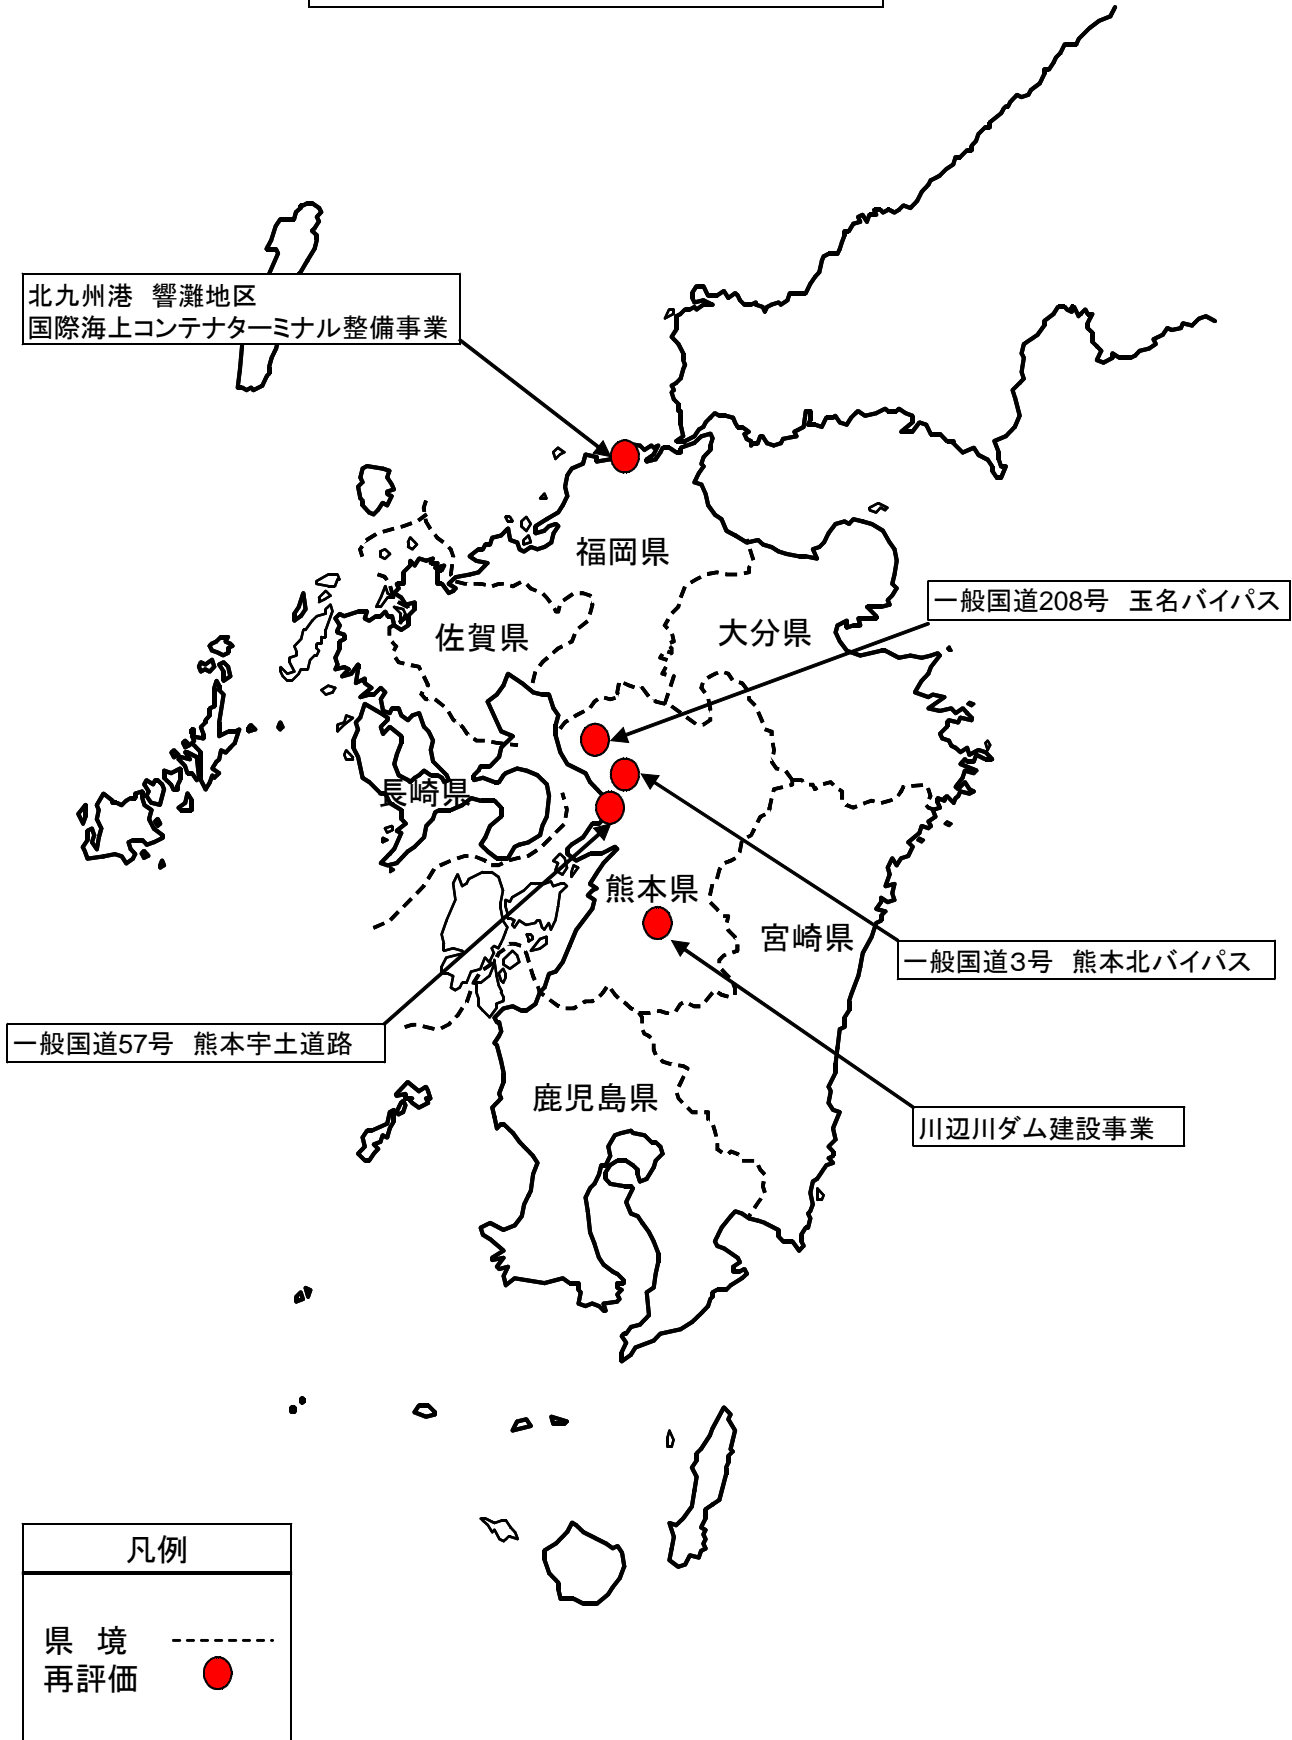 北九州港　響灘地区
国際海上コンテナターミナル整備事業
福岡県
一般国道208号　玉名バイパス
大分県
佐賀県
長崎県
熊本県
宮崎県
一般国道3号　熊本北バイパス
一般国道57号　熊本宇土道路
鹿児島県
川辺川ダム建設事業
凡例
県　境
再評価